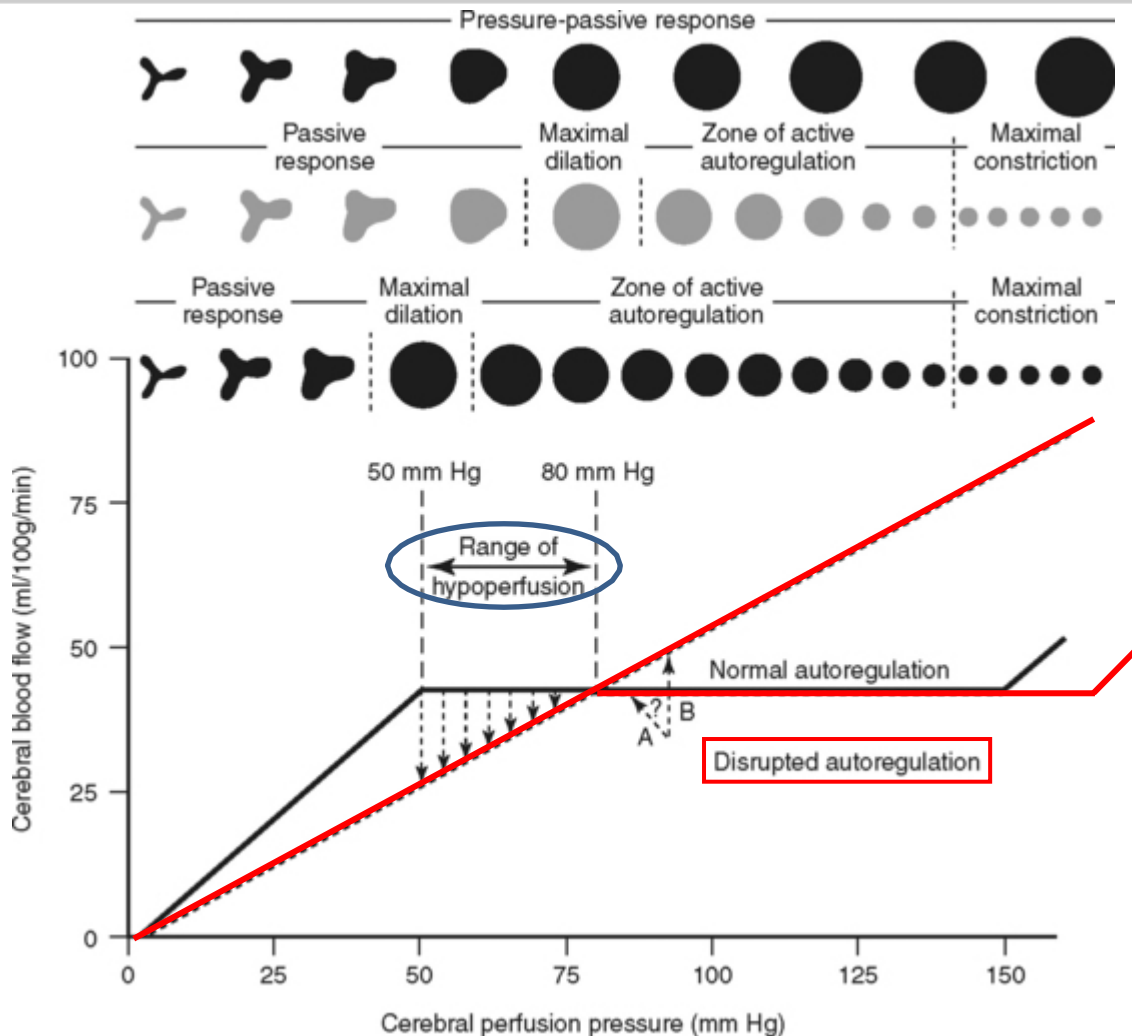 Pressure-passive response
Passive
response
Maximal
dilation
Zone of active
autoregulation
Maximal
constriction
Passive
response
Maximal
dilation
Zone of active
autoregulation
Maximal
constriction
100
75
50
25
0
Cerebral blood flow (ml/100g/min)
50 mm Hg
80 mm Hg
Range of
hypoperfusion
Normal autoregulation
?
A
B
Disrupted autoregulation
0
25
50
75
100
125
150
Cerebral perfusion pressure (mm Hg)